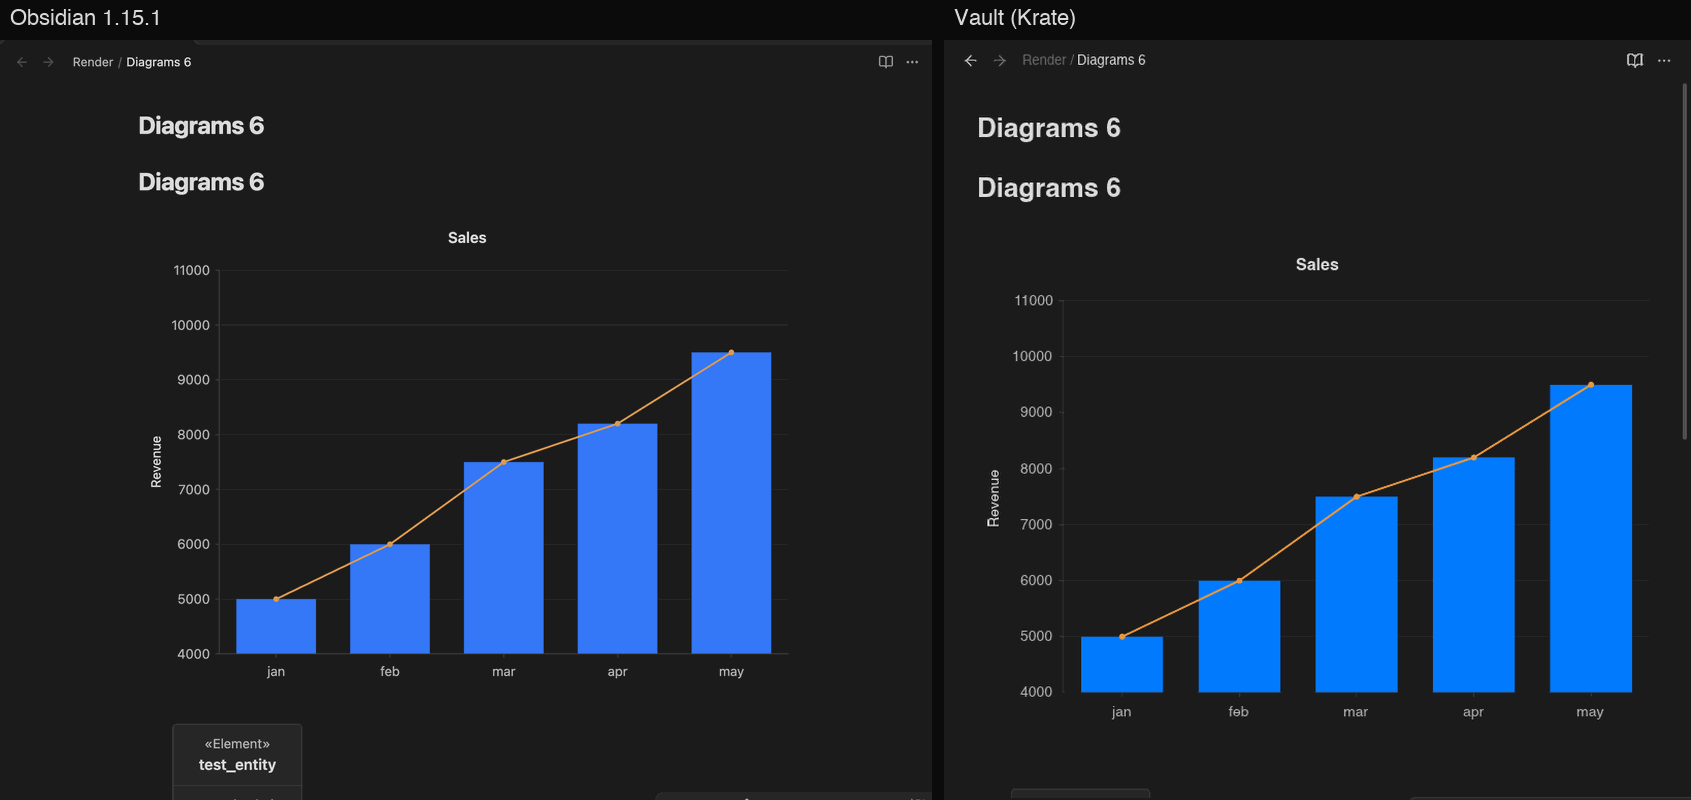 Obsidian 1.15.1
Render / Diagrams 6
Diagrams 6
Diagrams 6
Sales
11000
10000
9000
8000
7000
6000
5000
4000
Revenue
jan feb mar apr may
«Element»
test_entity
Vault (Krate)
Render / Diagrams 6
Diagrams 6
Diagrams 6
Sales
11000
10000
9000
8000
7000
6000
5000
4000
Revenue
jan feb mar apr may